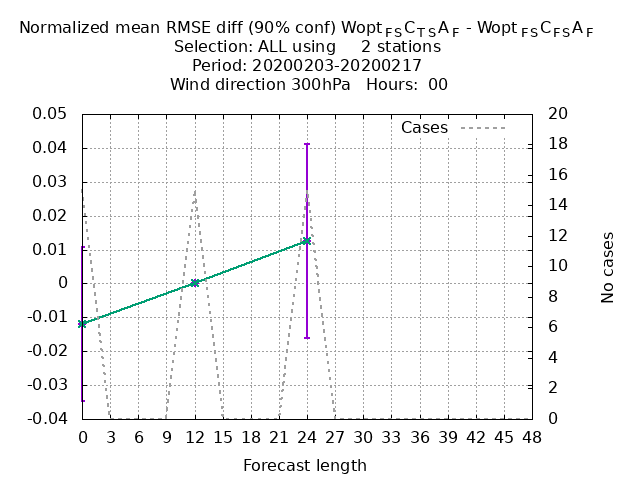 Normalized mean RMSE diff (90% conf) Wopt FS C TS A F - Wopt FS C FS A F
Selection: ALL using 2 stations
Period: 20200203-20200217
Wind direction 300hPa Hours: 00
Cases
0.05
0.04
0.03
0.02
0.01
0
-0.01
-0.02
-0.03
-0.04
20
18
16
14
12
10
8
6
4
2
0
No cases
0 3 6 9 12 15 18 21 24 27 30 33 36 39 42 45 48
Forecast length